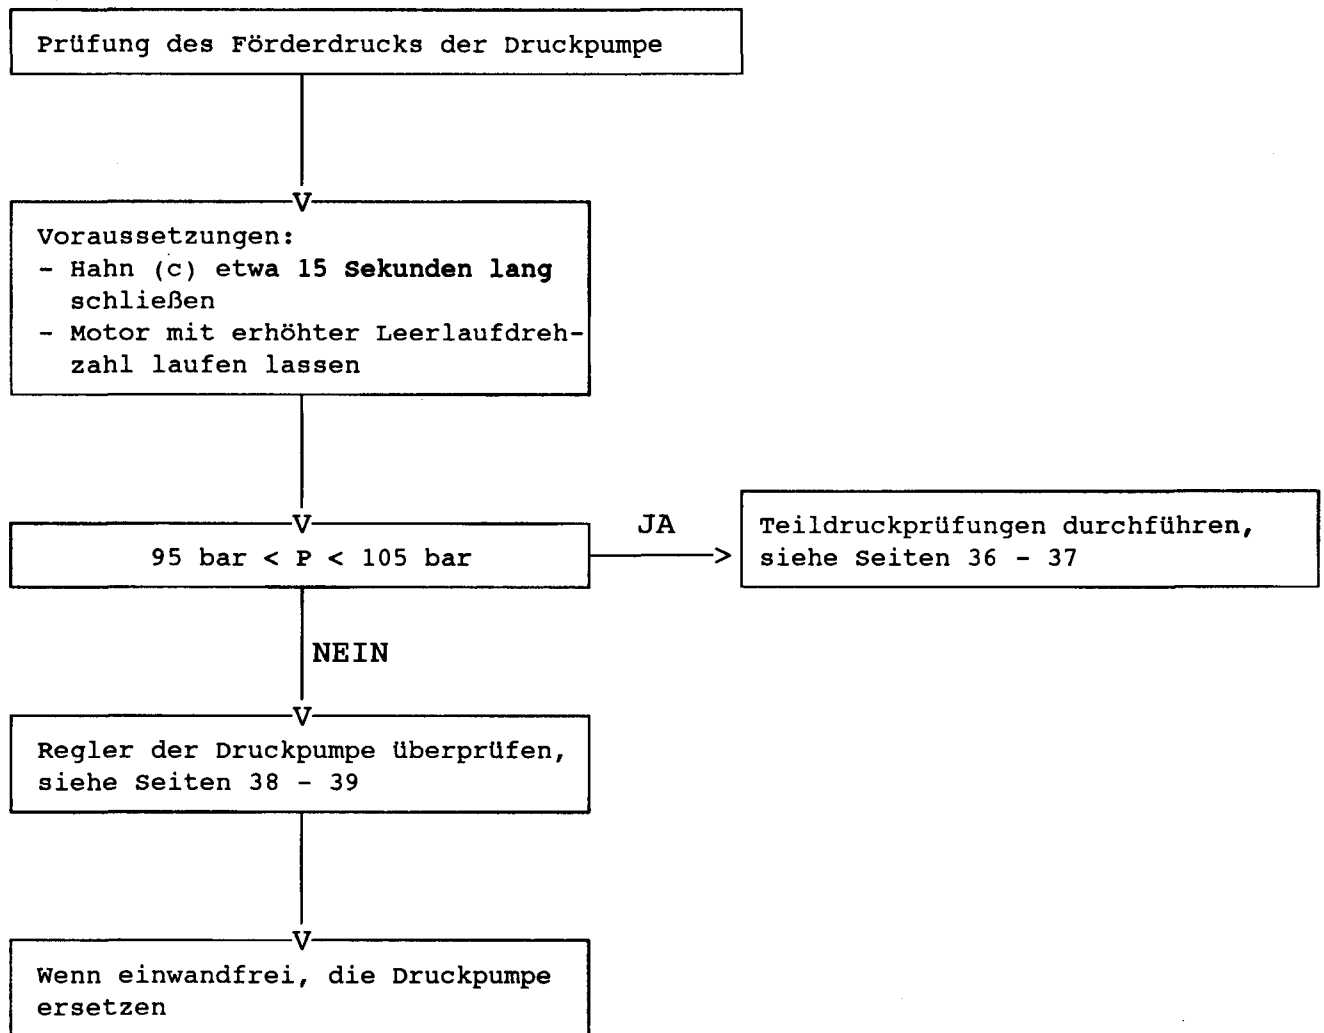 Prüfung des Förderdrucks der Druckpumpe
Voraussetzungen:
- Hahn (c) etwa 15 Sekunden lang
schließen
- Motor mit erhöhter Leerlaufdreh-
zahl laufen lassen
95 bar < P < 105 bar
JA
Teildruckprüfungen durchführen,
siehe Seiten 36 - 37
NEIN
Regler der Druckpumpe überprüfen,
siehe Seiten 38 - 39
Wenn einwandfrei, die Druckpumpe
ersetzen